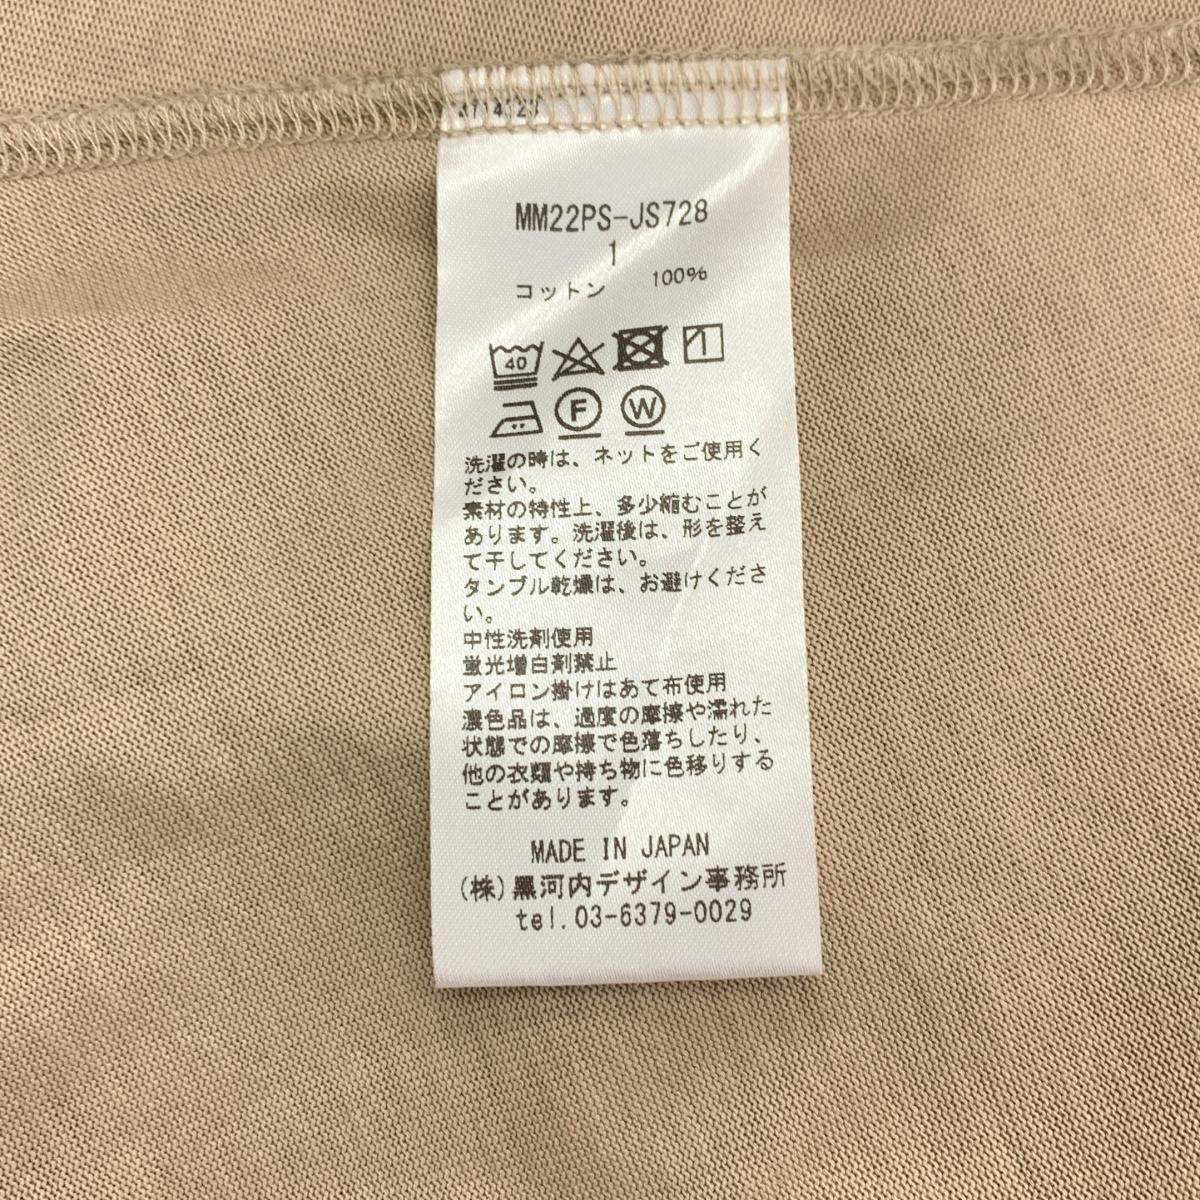 MM22PS-JS728
1
コットン 100%
40
F W
洗濯の時は、ネットをご使用く
ださい。
素材の特性上、多少縮むことが
あります。洗濯後は、形を整え
て干してください。
タンブル乾燥は、お避けくださ
い。
中性洗剤使用
蛍光増白剤禁止
アイロン掛けはあて布使用
濃色品は、過度の摩擦や濡れた
状態での摩擦で色落ちしたり、
他の衣類や持ち物に色移りする
ことがあります。
MADE IN JAPAN
(株)黒河内デザイン事務所
tel.03-6379-0029